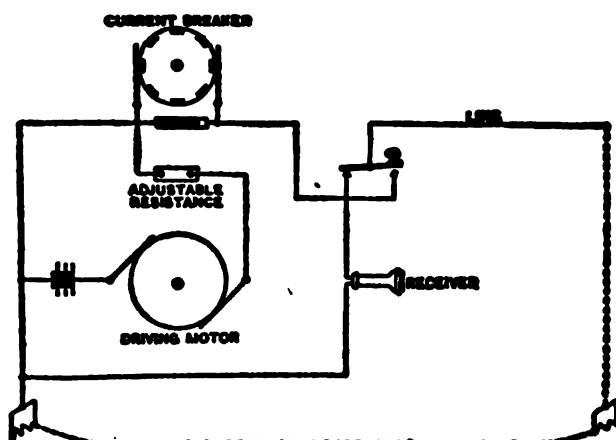 CURRENT BREAKER
LINE
ADJUSTABLE
RESISTANCE
RECEIVER
DRIVING MOTOR